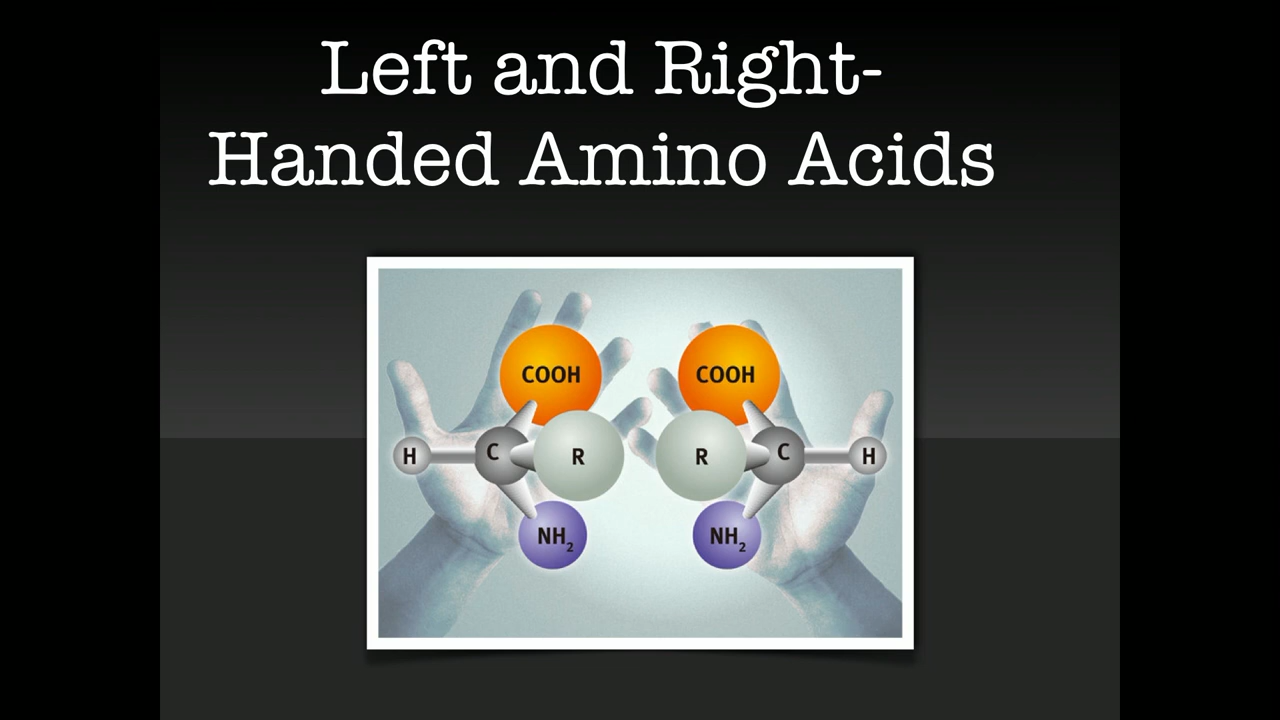 Left and Right-
Handed Amino Acids
COOH COOH
H C R R C H
NH₂ NH₂